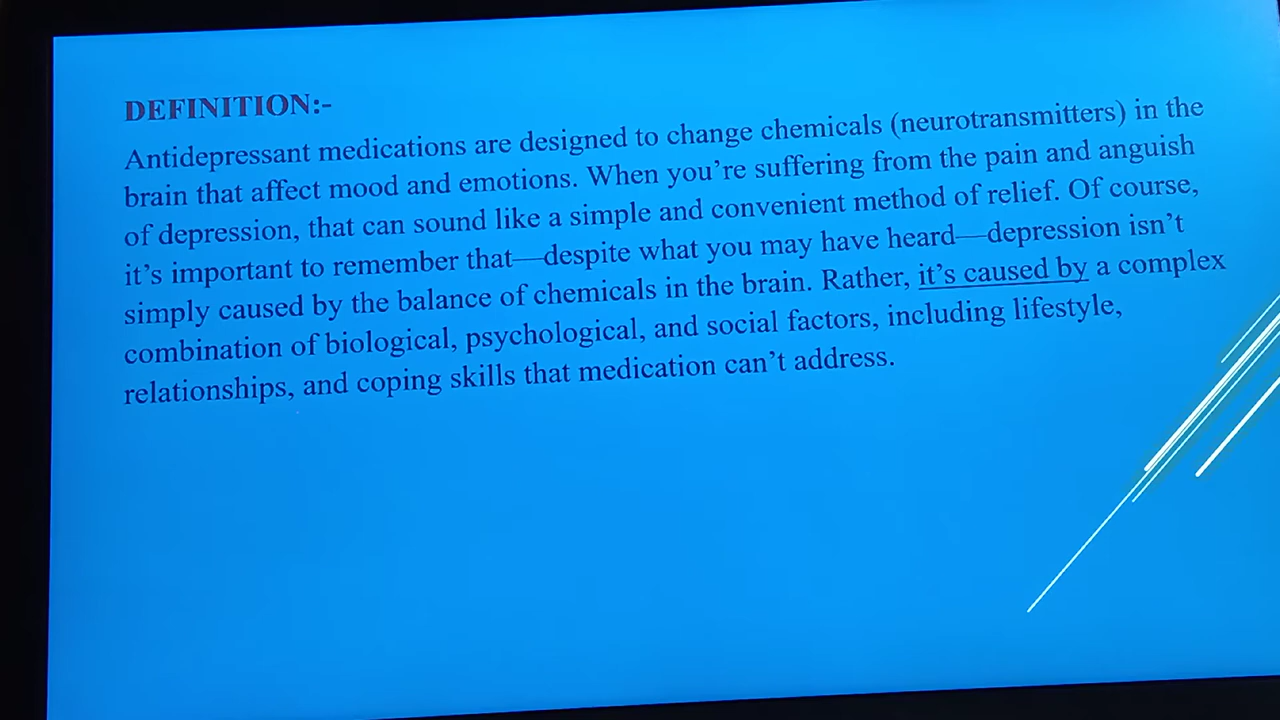 DEFINITION:-
Antidepressant medications are designed to change chemicals (neurotransmitters) in the
brain that affect mood and emotions. When you’re suffering from the pain and anguish
of depression, that can sound like a simple and convenient method of relief. Of course,
it’s important to remember that—despite what you may have heard—depression isn’t
simply caused by the balance of chemicals in the brain. Rather, it’s caused by a complex
combination of biological, psychological, and social factors, including lifestyle,
relationships, and coping skills that medication can’t address.